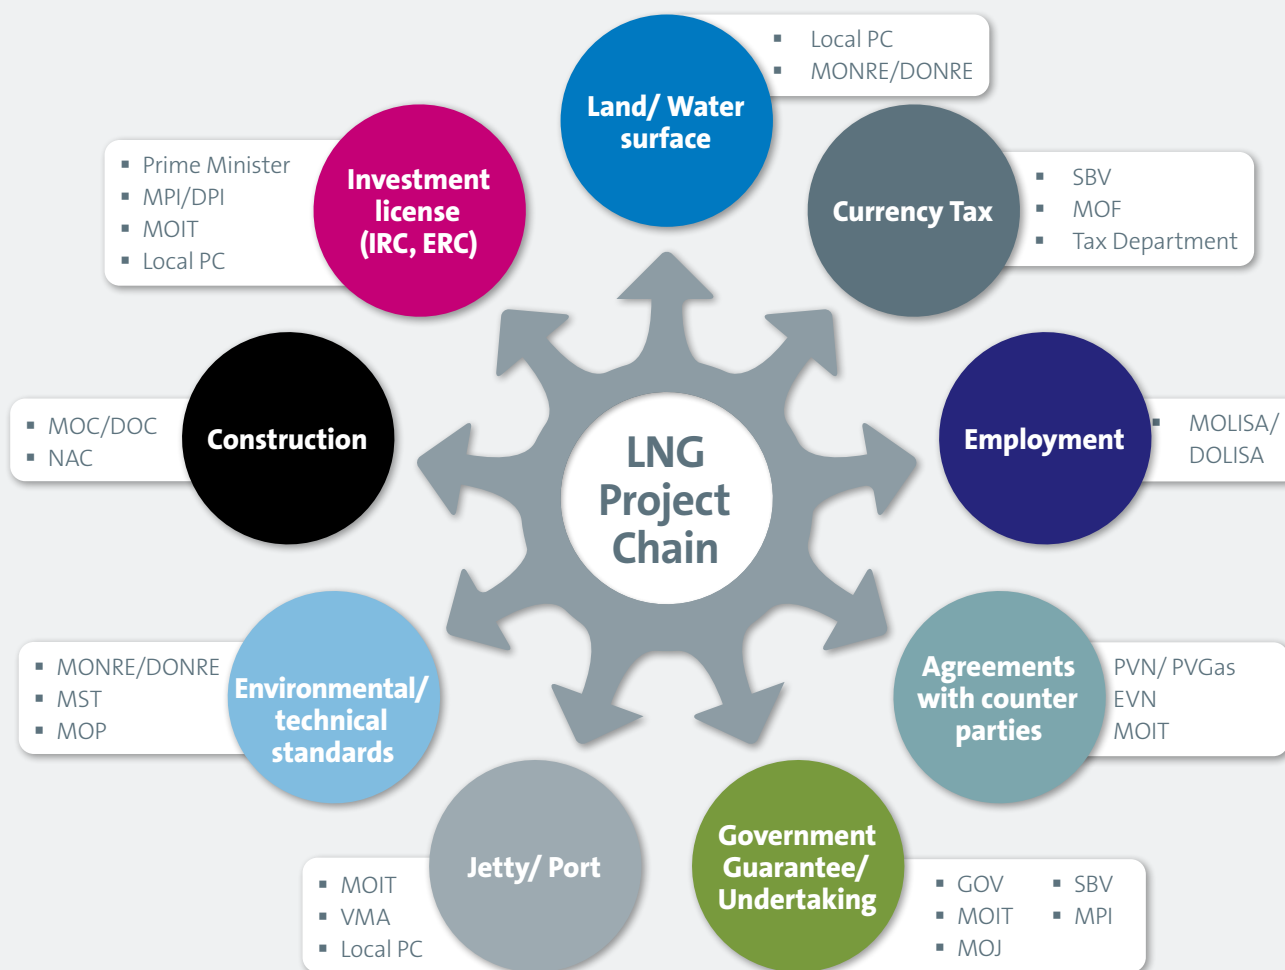 Land/ Water
surface
▪ Local PC
▪ MONRE/DONRE
Currency Tax
▪ SBV
▪ MOF
▪ Tax Department
Employment
▪ MOLISA/
DOLISA
Agreements
with counter
parties
PVN/ PVGas
EVN
MOIT
Government
Guarantee/
Undertaking
▪ GOV
▪ MOIT
▪ MOJ
▪ SBV
▪ MPI
Jetty/ Port
▪ MOIT
▪ VMA
▪ Local PC
Environmental/
technical
standards
▪ MONRE/DONRE
▪ MST
▪ MOP
Construction
▪ MOC/DOC
▪ NAC
Investment
license
(IRC, ERC)
▪ Prime Minister
▪ MPI/DPI
▪ MOIT
▪ Local PC
LNG
Project
Chain